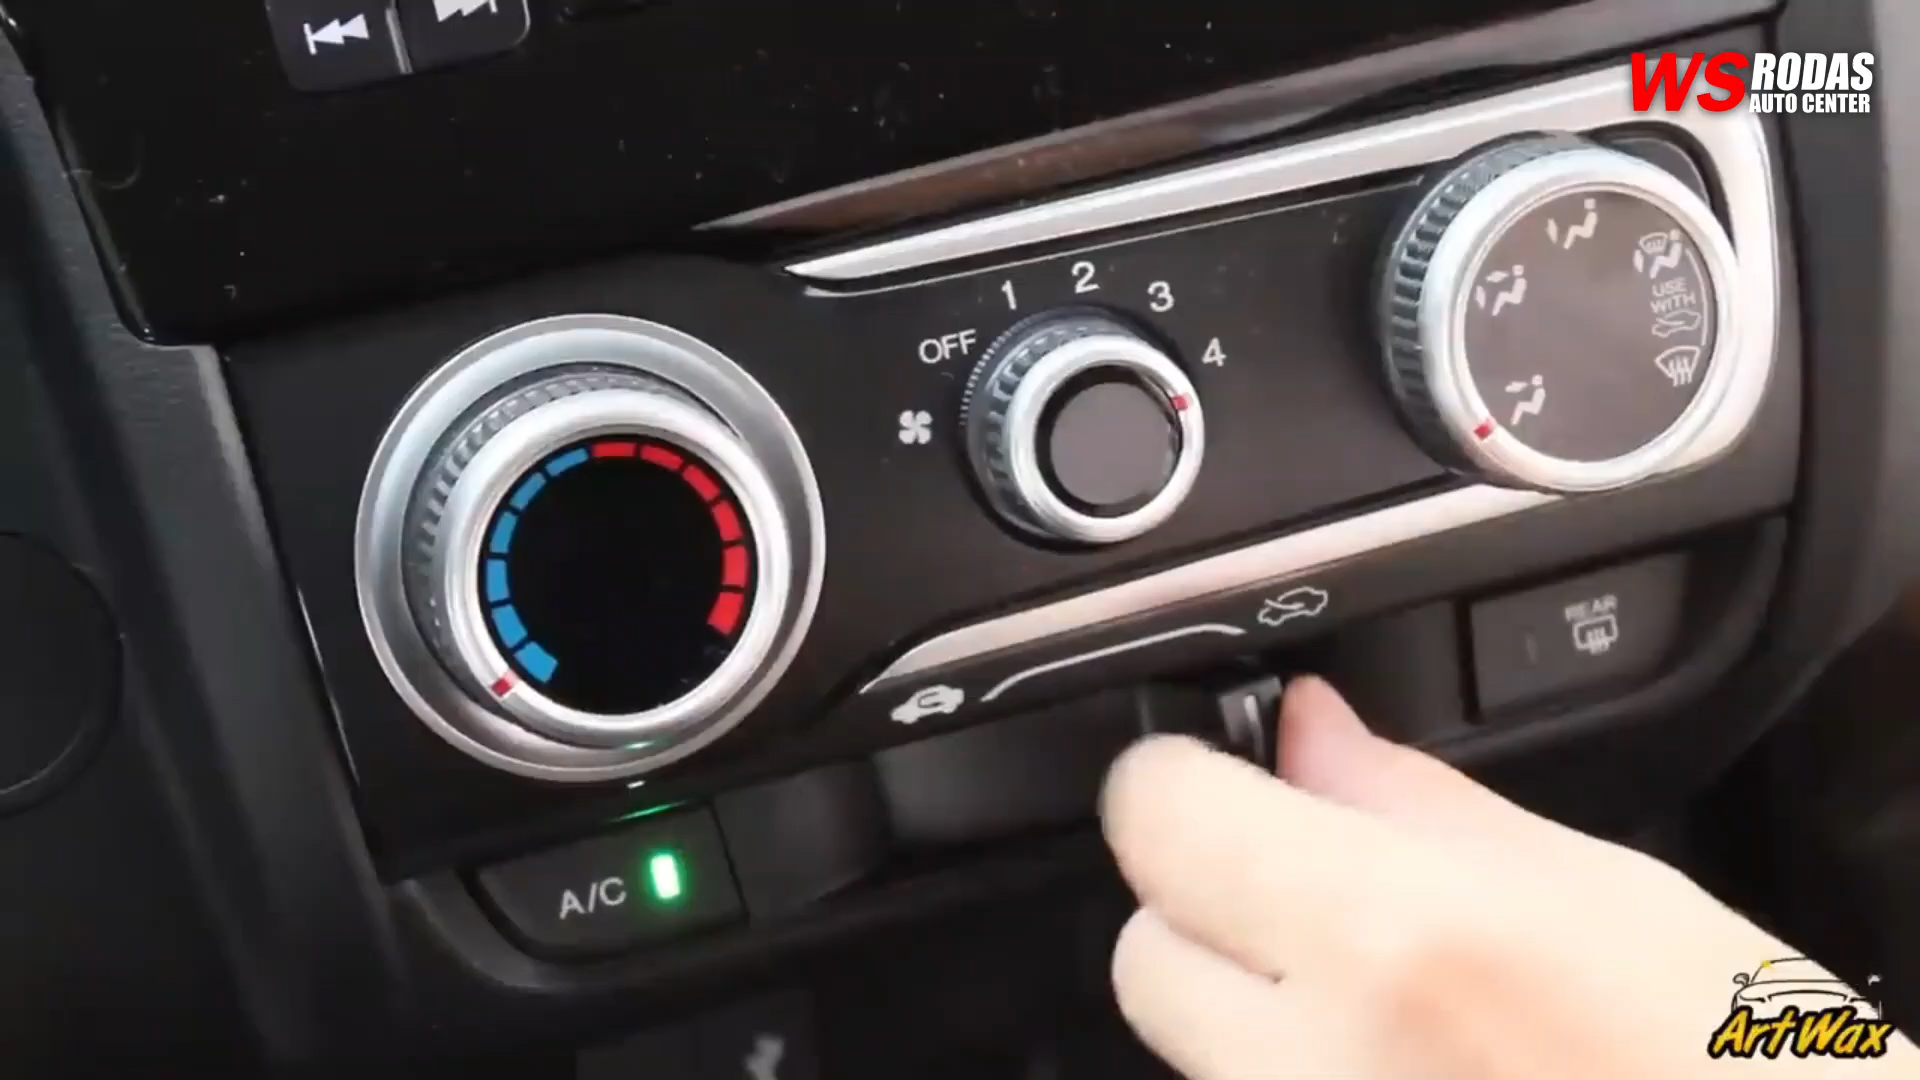 WS RODAS
AUTO CENTER
1
2
3
4
OFF
USE
WITH
REAR
A/C
ArtWax